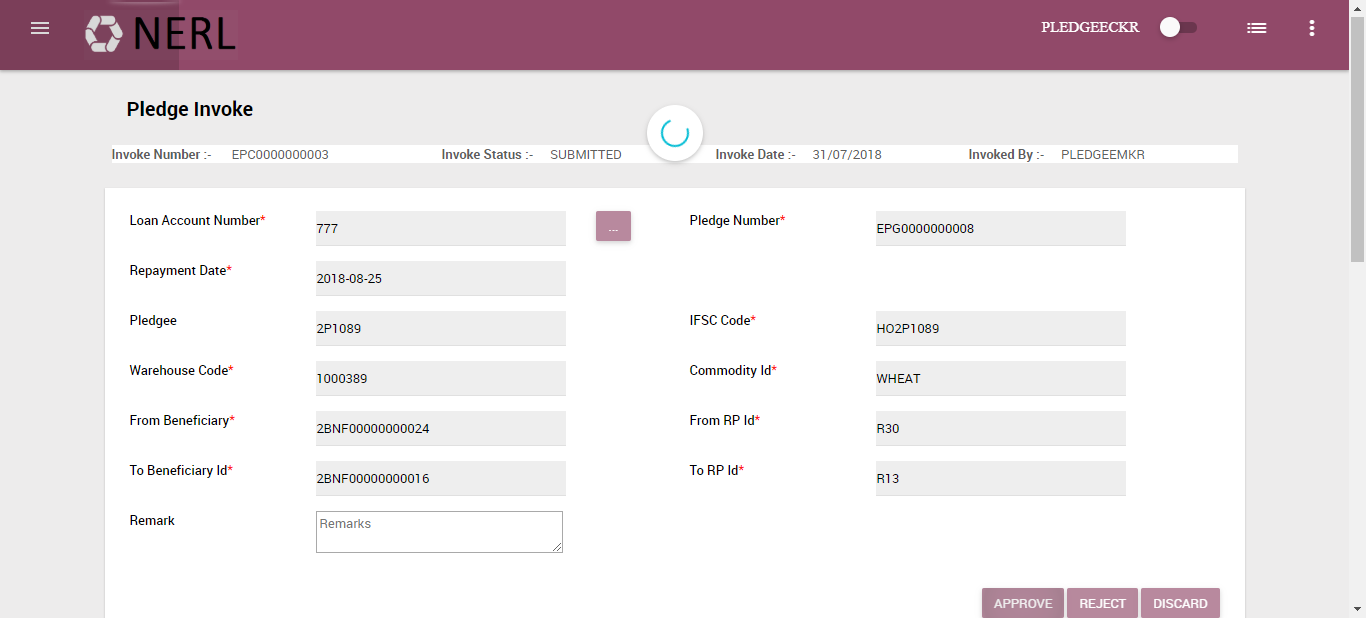 NERL
PLEDGEECKR
Pledge Invoke
Invoke Number :- EPC0000000003 Invoke Status :- SUBMITTED Invoke Date :- 31/07/2018 Invoked By :- PLEDGEEMKR
Loan Account Number* 777 ... Pledge Number* EPG0000000008
Repayment Date* 2018-08-25
Pledgee 2P1089 IFSC Code* HO2P1089
Warehouse Code* 1000389 Commodity Id* WHEAT
From Beneficiary* 2BNF00000000024 From RP Id* R30
To Beneficiary Id* 2BNF00000000016 To RP Id* R13
Remark Remarks
APPROVE REJECT DISCARD